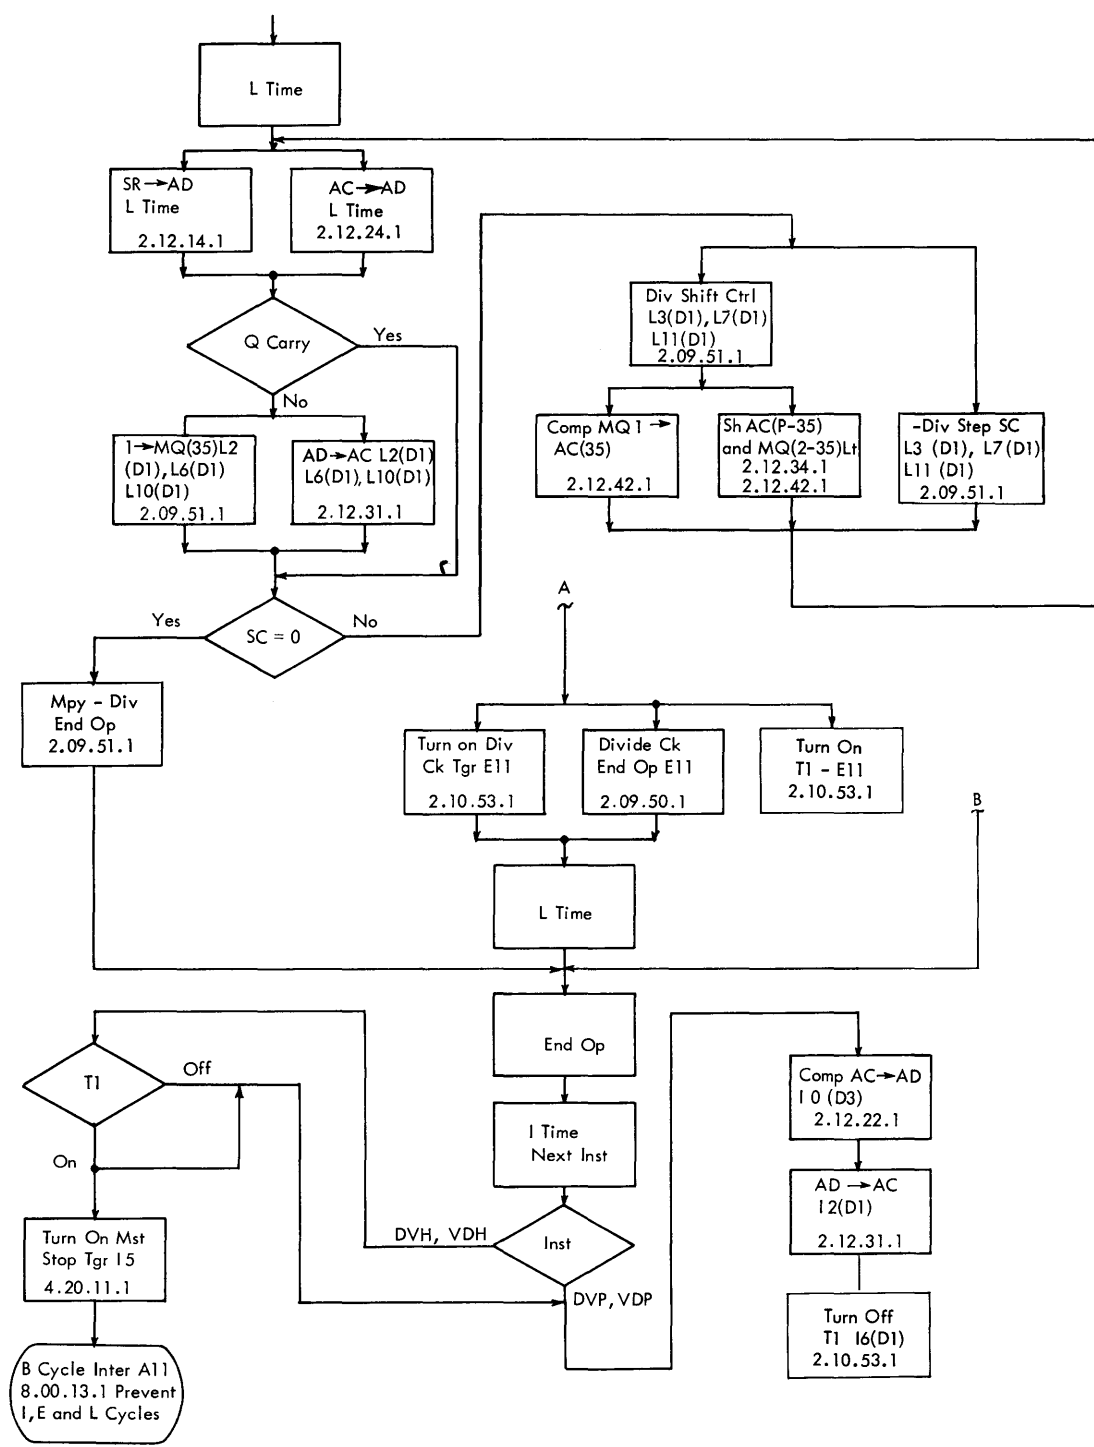 L Time
SR→AD
L Time
2.12.14.1
AC→AD
L Time
2.12.24.1
Q Carry
Yes
No
1→MQ(35)L2
(D1), L6(D1)
L10(D1)
2.09.51.1
AD→AC L2(D1)
L6(D1), L10(D1)
2.12.31.1
SC = 0
Yes
No
Div Shift Ctrl
L3(D1), L7(D1)
L11(D1)
2.09.51.1
Comp MQ 1 →
AC(35)
2.12.42.1
Sh AC(P-35)
and MQ(2-35)Lt
2.12.34.1
2.12.42.1
-Div Step SC
L3 (D1), L7(D1)
L11 (D1)
2.09.51.1
Mpy - Div
End Op
2.09.51.1
A
Turn on Div
Ck Tgr E11
2.10.53.1
Divide Ck
End Op E11
2.09.50.1
Turn On
T1 - E11
2.10.53.1
B
L Time
End Op
I Time
Next Inst
Inst
DVH, VDH
DVP, VDP
T1
Off
On
Turn On Mst
Stop Tgr I5
4.20.11.1
B Cycle Inter A11
8.00.13.1 Prevent
I, E and L Cycles
Comp AC→AD
I 0 (D3)
2.12.22.1
AD → AC
I2(D1)
2.12.31.1
Turn Off
T1 I6(D1)
2.10.53.1